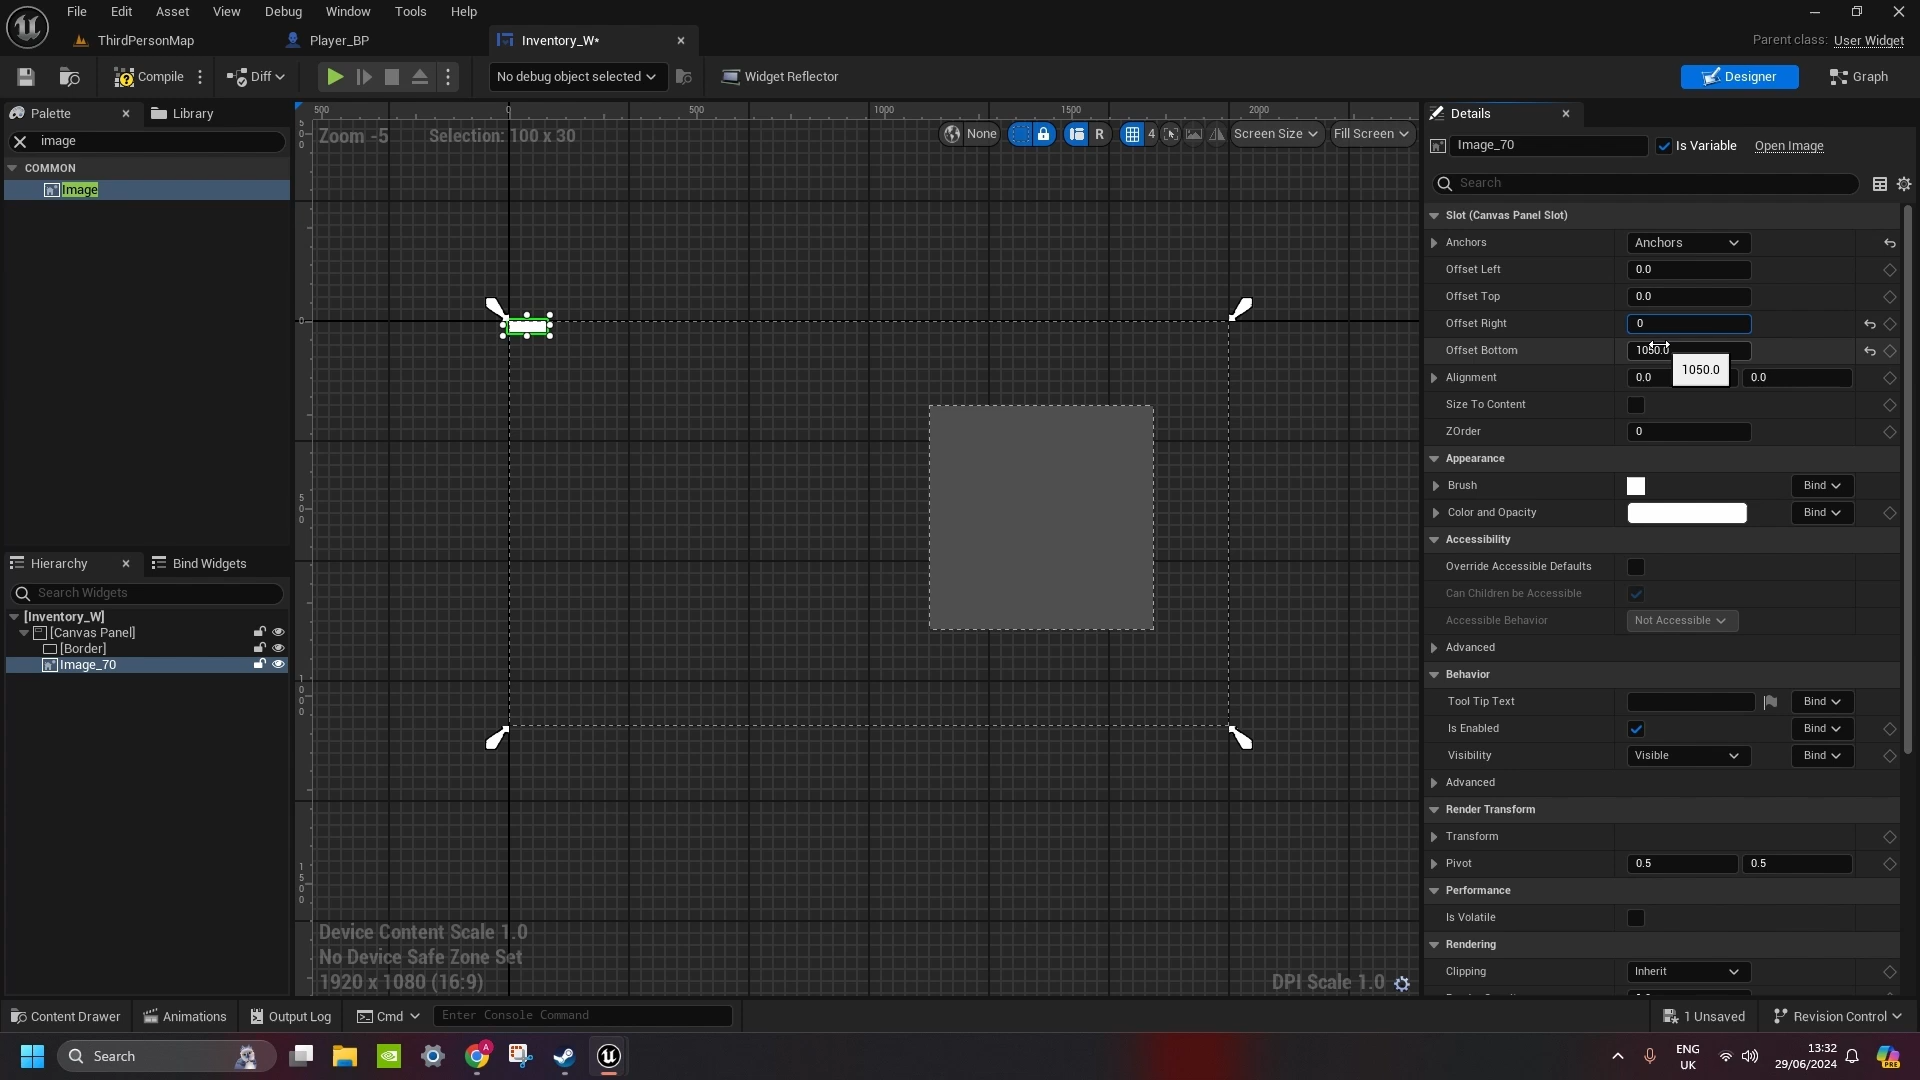 File Edit Asset View Debug Window Tools Help
ThirdPersonMap Player_BP Inventory_W* Parent class: User Widget
Compile Diff No debug object selected Widget Reflector Designer Graph
Palette Library
image
COMMON
Image
500 0 500 1000 1500 2000
Zoom -5 Selection: 100 x 30 None R 4 Screen Size Fill Screen
500
0
500
1000
1500
Device Content Scale 1.0
No Device Safe Zone Set
1920 x 1080 (16:9) DPI Scale 1.0
Hierarchy Bind Widgets
Search Widgets
[Inventory_W]
[Canvas Panel]
[Border]
Image_70
Details
Image_70 Is Variable Open Image
Search
Slot (Canvas Panel Slot)
Anchors Anchors
Offset Left 0.0
Offset Top 0.0
Offset Right 0
Offset Bottom 1050.0
1050.0
Alignment 0.0 0.0
Size To Content
ZOrder 0
Appearance
Brush Bind
Color and Opacity Bind
Accessibility
Override Accessible Defaults
Can Children be Accessible
Accessible Behavior Not Accessible
Advanced
Behavior
Tool Tip Text Bind
Is Enabled Bind
Visibility Visible Bind
Advanced
Render Transform
Transform
Pivot 0.5 0.5
Performance
Is Volatile
Rendering
Clipping Inherit
Content Drawer Animations Output Log Cmd Enter Console Command 1 Unsaved Revision Control
Search ENG UK 13:32 29/06/2024 PRE